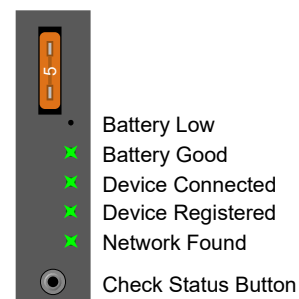 5
Battery Low
Battery Good
Device Connected
Device Registered
Network Found
Check Status Button